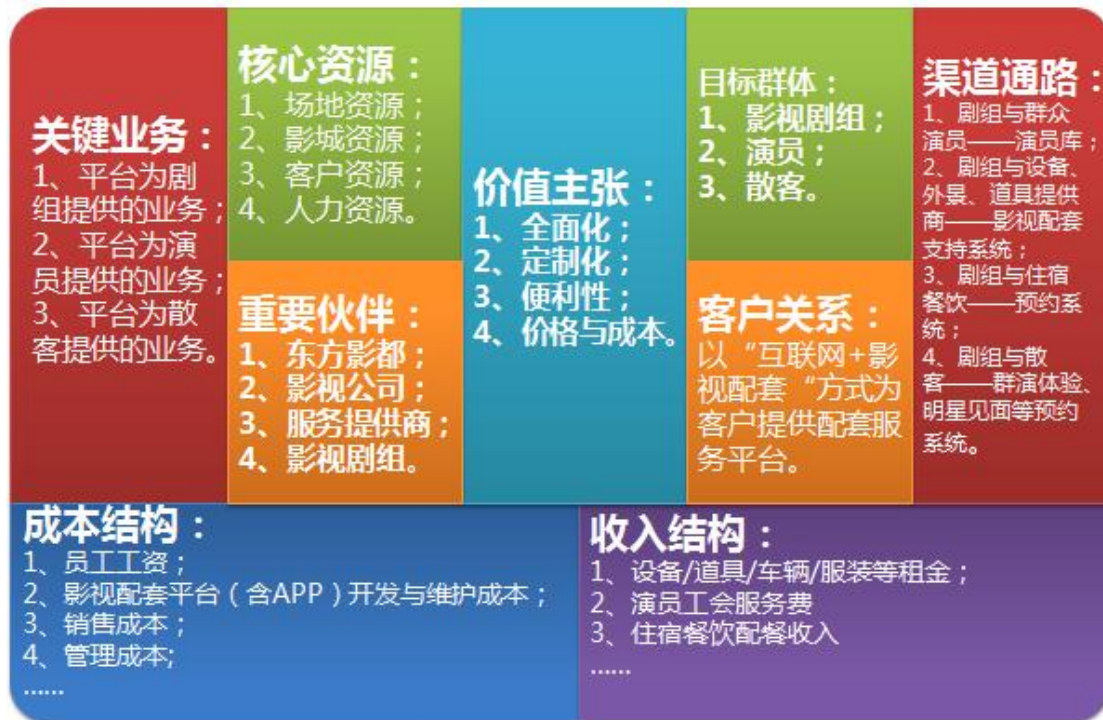 关键业务：
1、平台为剧
组提供的业务；
2、平台为演
员提供的业务；
3、平台为散
客提供的业务。
核心资源：
1、场地资源；
2、影城资源；
3、客户资源；
4、人力资源。
重要伙伴：
1、东方影都；
2、影视公司；
3、服务提供商；
4、影视剧组。
价值主张：
1、全面化；
2、定制化；
3、便利性；
4、价格与成本。
目标群体：
1、影视剧组；
2、演员；
3、散客。
客户关系：
以“互联网+影
视配套“方式为
客户提供配套服
务平台。
渠道通路：
1、剧组与群众
演员——演员库；
2、剧组与设备、
外景、道具提供
商——影视配套
支持系统；
3、剧组与住宿
餐饮——预约系
统；
4、剧组与散
客——群演体验、
明星见面等预约
系统。
成本结构：
1、员工工资；
2、影视配套平台（含APP）开发与维护成本；
3、销售成本；
4、管理成本;
……
收入结构：
1、设备/道具/车辆/服装等租金；
2、演员工会服务费
3、住宿餐饮配餐收入
……